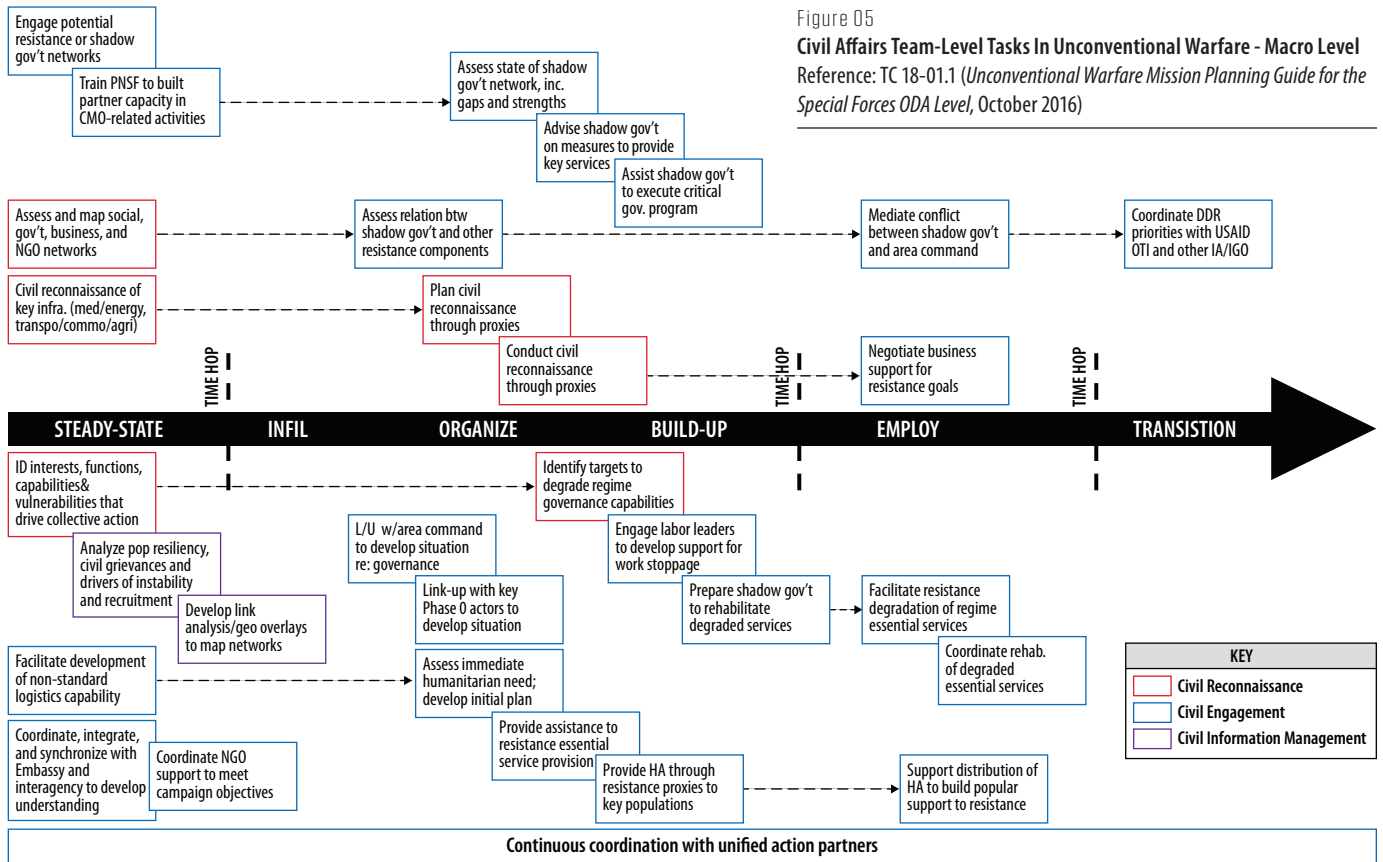 Figure 05
Civil Affairs Team-Level Tasks In Unconventional Warfare - Macro Level
Reference: TC 18-01.1 (Unconventional Warfare Mission Planning Guide for the
Special Forces ODA Level, October 2016)
Engage potential
resistance or shadow
gov't networks
Train PNSF to built
partner capacity in
CMO-related activities
Assess state of shadow
gov't network, inc.
gaps and strengths
Advise shadow gov't
on measures to provide
key services
Assist shadow gov't
to execute critical
gov. program
Assess and map social,
gov't, business, and
NGO networks
Assess relation btw
shadow gov't and other
resistance components
Mediate conflict
between shadow gov't
and area command
Coordinate DDR
priorities with USAID
OTI and other IA/IGO
Civil reconnaissance of
key infra. (med/energy,
transpo/commo/agri)
Plan civil
reconnaissance
through proxies
Conduct civil
reconnaissance
through proxies
Negotiate business
support for
resistance goals
TIME HOP
TIME HOP
TIME HOP
STEADY-STATE
INFIL
ORGANIZE
BUILD-UP
EMPLOY
TRANSISTION
ID interests, functions,
capabilities&
vulnerabilities that
drive collective action
Analyze pop resiliency,
civil grievances and
drivers of instability
and recruitment
Develop link
analysis/geo overlays
to map networks
Identify targets to
degrade regime
governance capabilities
L/U w/area command
to develop situation
re: governance
Link-up with key
Phase 0 actors to
develop situation
Engage labor leaders
to develop support for
work stoppage
Prepare shadow gov't
to rehabilitate
degraded services
Facilitate resistance
degradation of regime
essential services
Coordinate rehab.
of degraded
essential services
Facilitate development
of non-standard
logistics capability
Assess immediate
humanitarian need;
develop initial plan
Provide assistance to
resistance essential
service provision
Provide HA through
resistance proxies to
key populations
Support distribution of
HA to build popular
support to resistance
Coordinate, integrate,
and synchronize with
Embassy and
interagency to develop
understanding
Coordinate NGO
support to meet
campaign objectives
KEY
Civil Reconnaissance
Civil Engagement
Civil Information Management
Continuous coordination with unified action partners